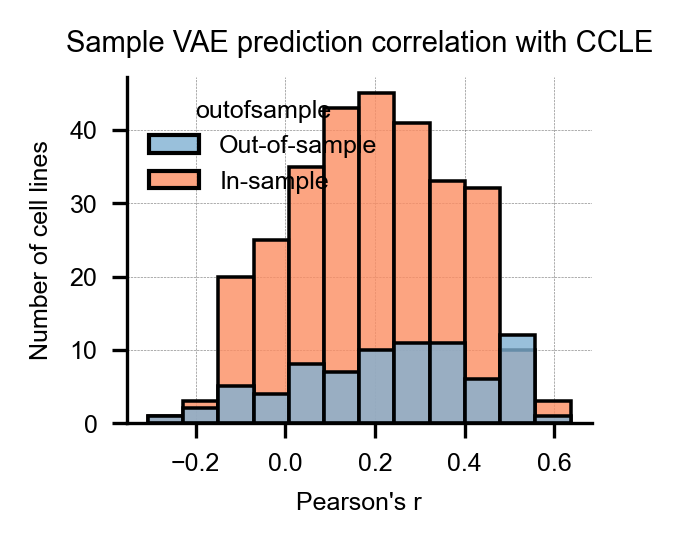 Sample VAE prediction correlation with CCLE
outofsample
Out-of-sample
In-sample
Number of cell lines
40
30
20
10
0
−0.2 0.0 0.2 0.4 0.6
Pearson's r